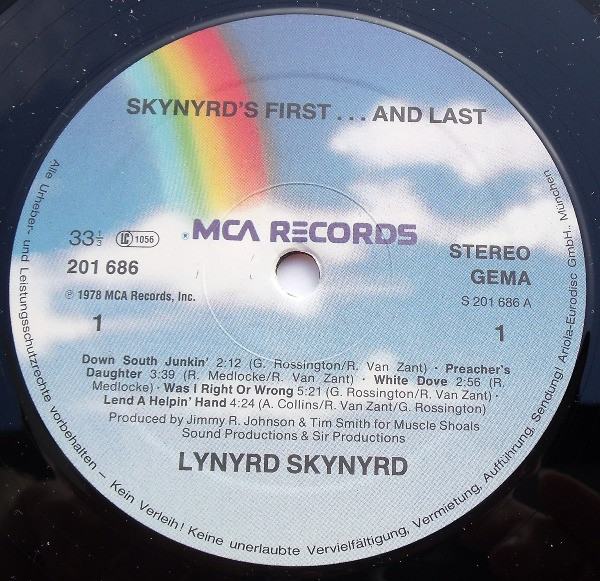 SKYNYRD'S FIRST . . . AND LAST
MCA RECORDS
33 1/3 LC 1056
201 686
℗ 1978 MCA Records, Inc.
1
STEREO
GEMA
S 201 686 A
1
Down South Junkin' 2:12 (G. Rossington/R. Van Zant) · Preacher's
Daughter 3:39 (R. Medlocke/R. Van Zant) · White Dove 2:56 (R.
Medlocke) · Was I Right Or Wrong 5:21 (G. Rossington/R. Van Zant) ·
Lend A Helpin' Hand 4:24 (A. Collins/R. Van Zant/G. Rossington)
Produced by Jimmy R. Johnson & Tim Smith for Muscle Shoals
Sound Productions & Sir Productions
LYNYRD SKYNYRD
Alle Urheber- und Leistungsschutzrechte vorbehalten – Kein Verleih! Keine unerlaubte Vervielfältigung, Vermietung, Aufführung, Sendung! Ariola-Eurodisc GmbH., München